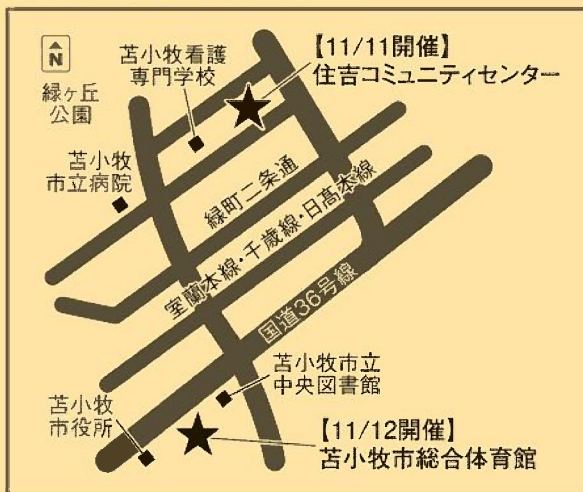 N
緑ヶ丘
公園
苫小牧看護
専門学校
【11/11開催】
住吉コミュニティセンター
苫小牧
市立病院
緑町二条通
室蘭本線・千歳線・日高本線
国道36号線
苫小牧市立
中央図書館
苫小牧
市役所
【11/12開催】
苫小牧市総合体育館